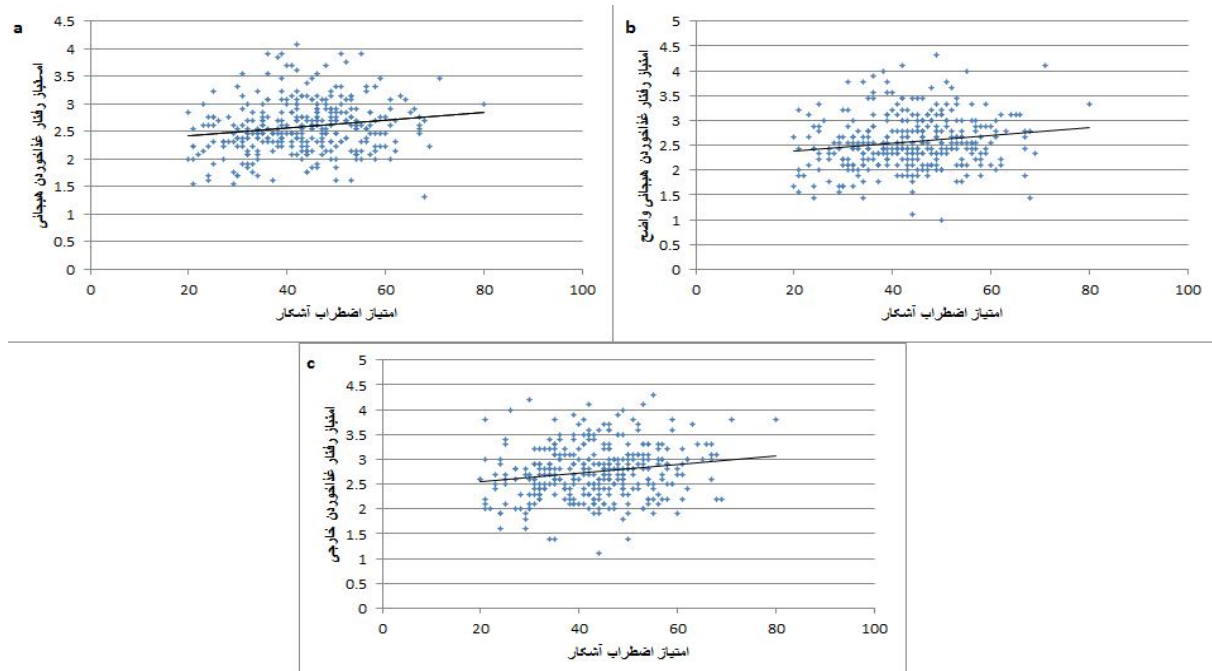 a
امتیاز رفتار غذاخوردن هیجانی
4.5
4
3.5
3
2.5
2
1.5
1
0.5
0
0 20 40 60 80 100
امتیاز اضطراب آشکار
b
امتیاز رفتار غذاخوردن هیجانی واضح
5
4.5
4
3.5
3
2.5
2
1.5
1
0.5
0
0 20 40 60 80 100
امتیاز اضطراب آشکار
c
امتیاز رفتار غذاخوردن خارجی
5
4.5
4
3.5
3
2.5
2
1.5
1
0.5
0
0 20 40 60 80 100
امتیاز اضطراب آشکار